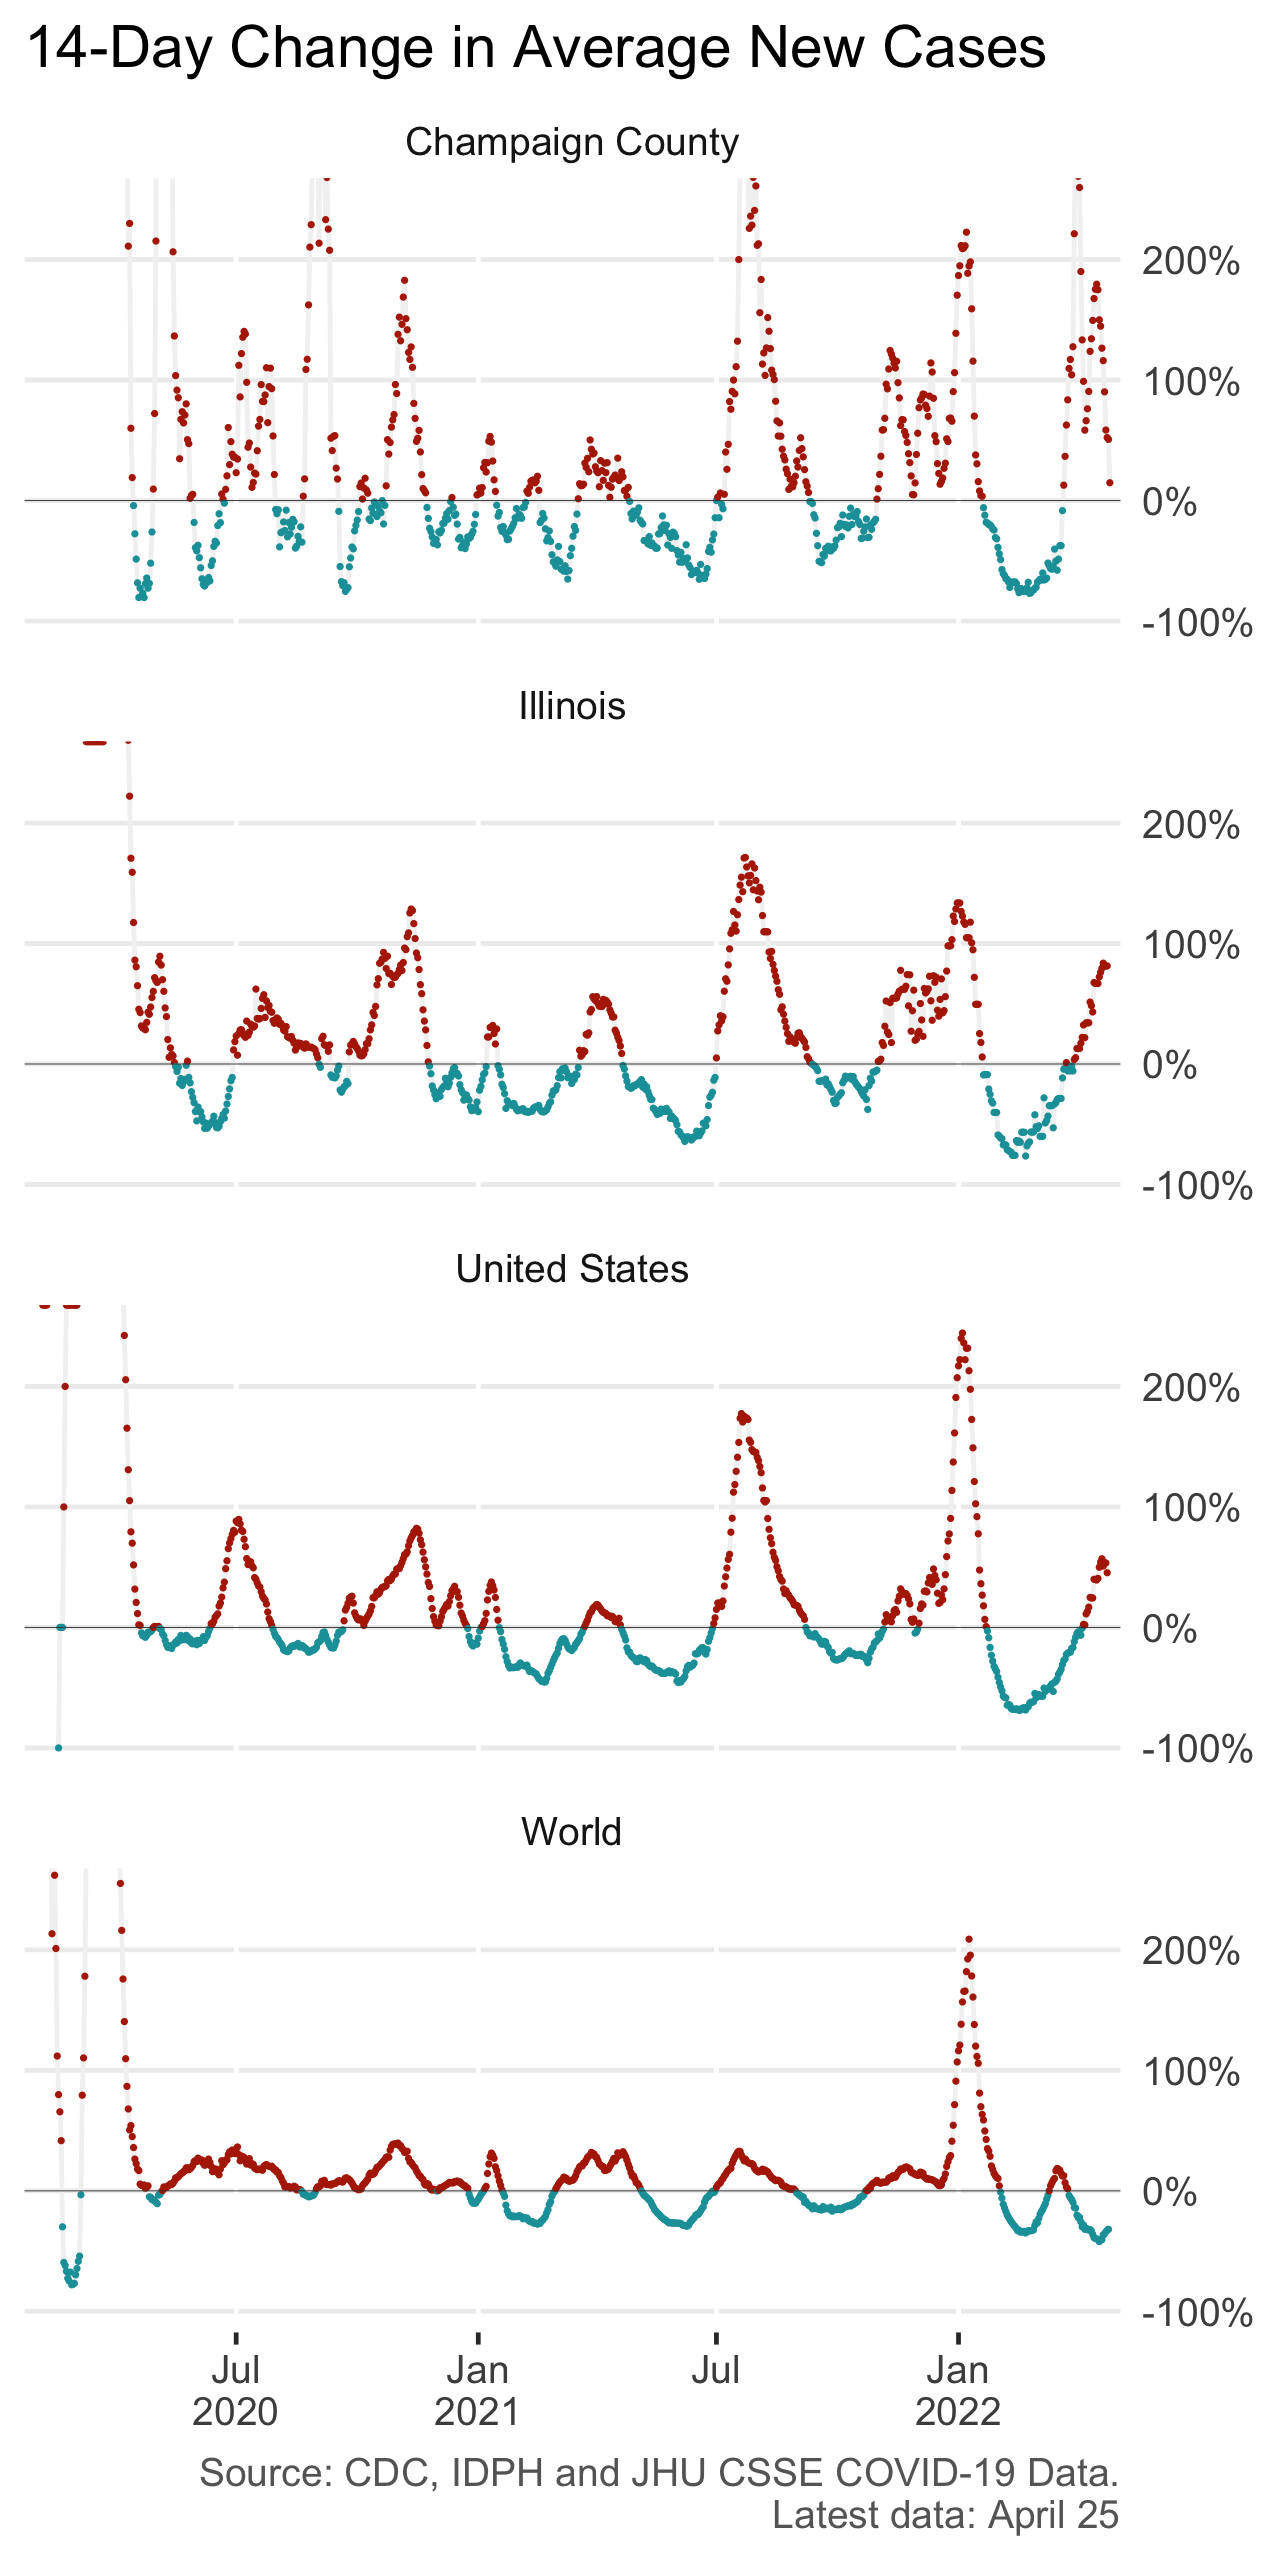 14-Day Change in Average New Cases
Champaign County
200%
100%
0%
-100%
Illinois
200%
100%
0%
-100%
United States
200%
100%
0%
-100%
World
200%
100%
0%
-100%
Jul Jan Jul Jan
2020 2021 2022
Source: CDC, IDPH and JHU CSSE COVID-19 Data.
Latest data: April 25